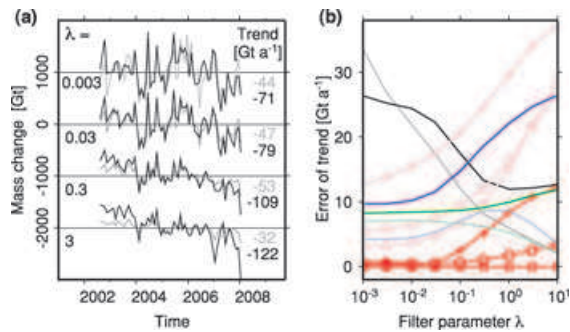 (a)
λ =
Trend
[Gt a⁻¹]
1000
0.003
-44
-71
0
0.03
-47
-79
-1000
0.3
-53
-109
-2000
3
-32
-122
Mass change [Gt]
2002 2004 2006 2008
Time
(b)
30
20
10
0
Error of trend [Gt a⁻¹]
10⁻³ 10⁻² 10⁻¹ 10⁰ 10¹
Filter parameter λ